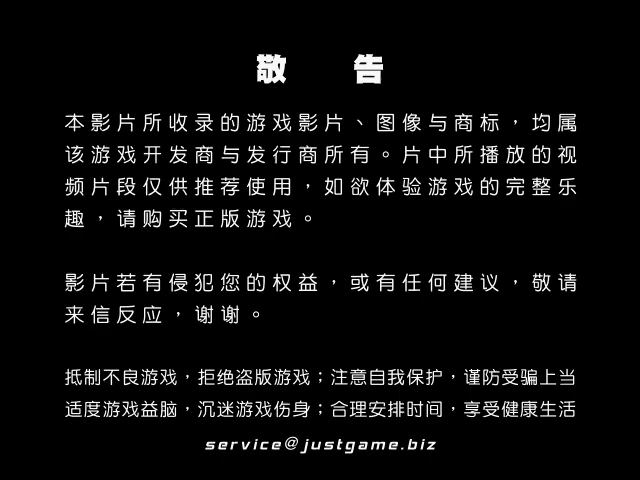 敬 告
本影片所收录的游戏影片、图像与商标，均属
该游戏开发商与发行商所有。片中所播放的视
频片段仅供推荐使用，如欲体验游戏的完整乐
趣，请购买正版游戏。
影片若有侵犯您的权益，或有任何建议，敬请
来信反应，谢谢。
抵制不良游戏，拒绝盗版游戏；注意自我保护，谨防受骗上当
适度游戏益脑，沉迷游戏伤身；合理安排时间，享受健康生活
service@justgame.biz